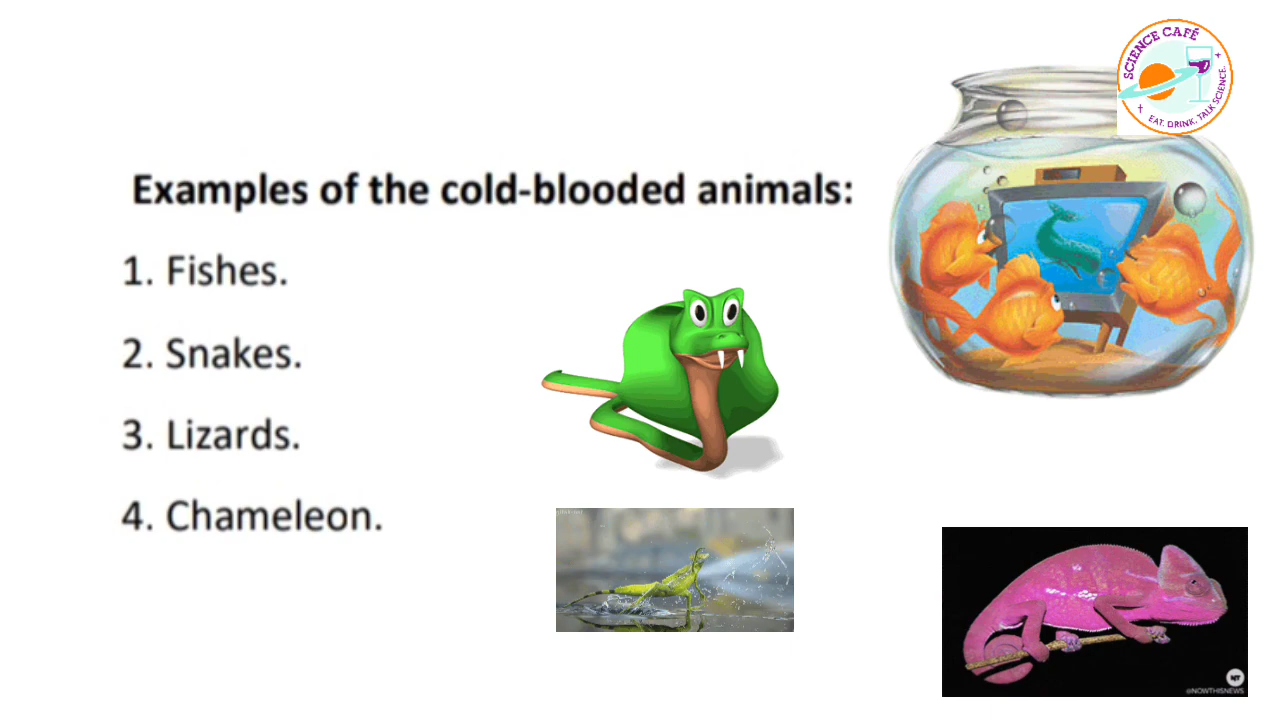 SCIENCE CAFÉ
EAT. DRINK. TALK SCIENCE.
Examples of the cold-blooded animals:
1. Fishes.
2. Snakes.
3. Lizards.
4. Chameleon.
NT
@NOWTHISNEWS